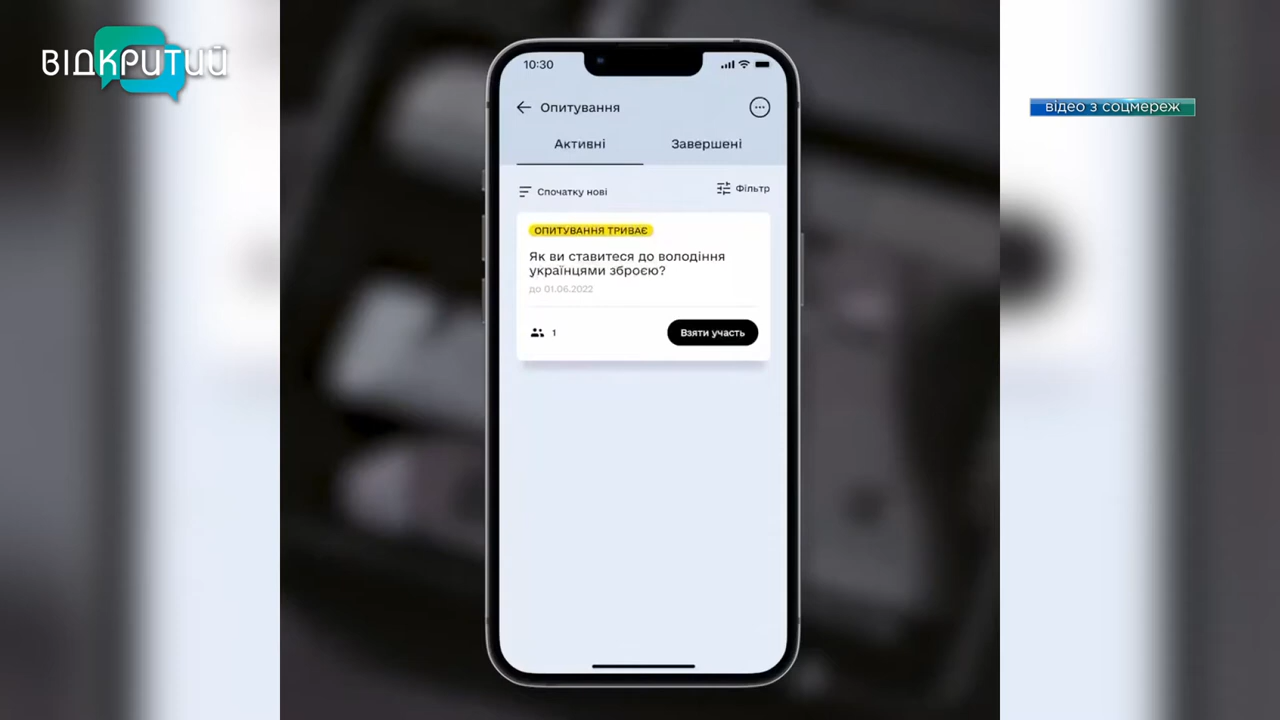 ВІДКРИТИЙ
відео з соцмереж
10:30
Опитування
Активні
Завершені
Спочатку нові
Фільтр
ОПИТУВАННЯ ТРИВАЄ
Як ви ставитеся до володіння
українцями зброєю?
до 01.06.2022
1
Взяти участь